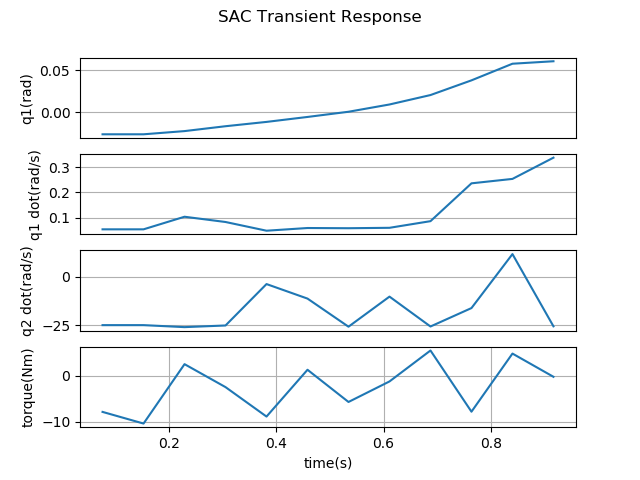 SAC Transient Response
q1(rad)
0.05
0.00
q1 dot(rad/s)
0.3
0.2
0.1
q2 dot(rad/s)
0
−25
torque(Nm)
0
−10
0.2 0.4 0.6 0.8
time(s)